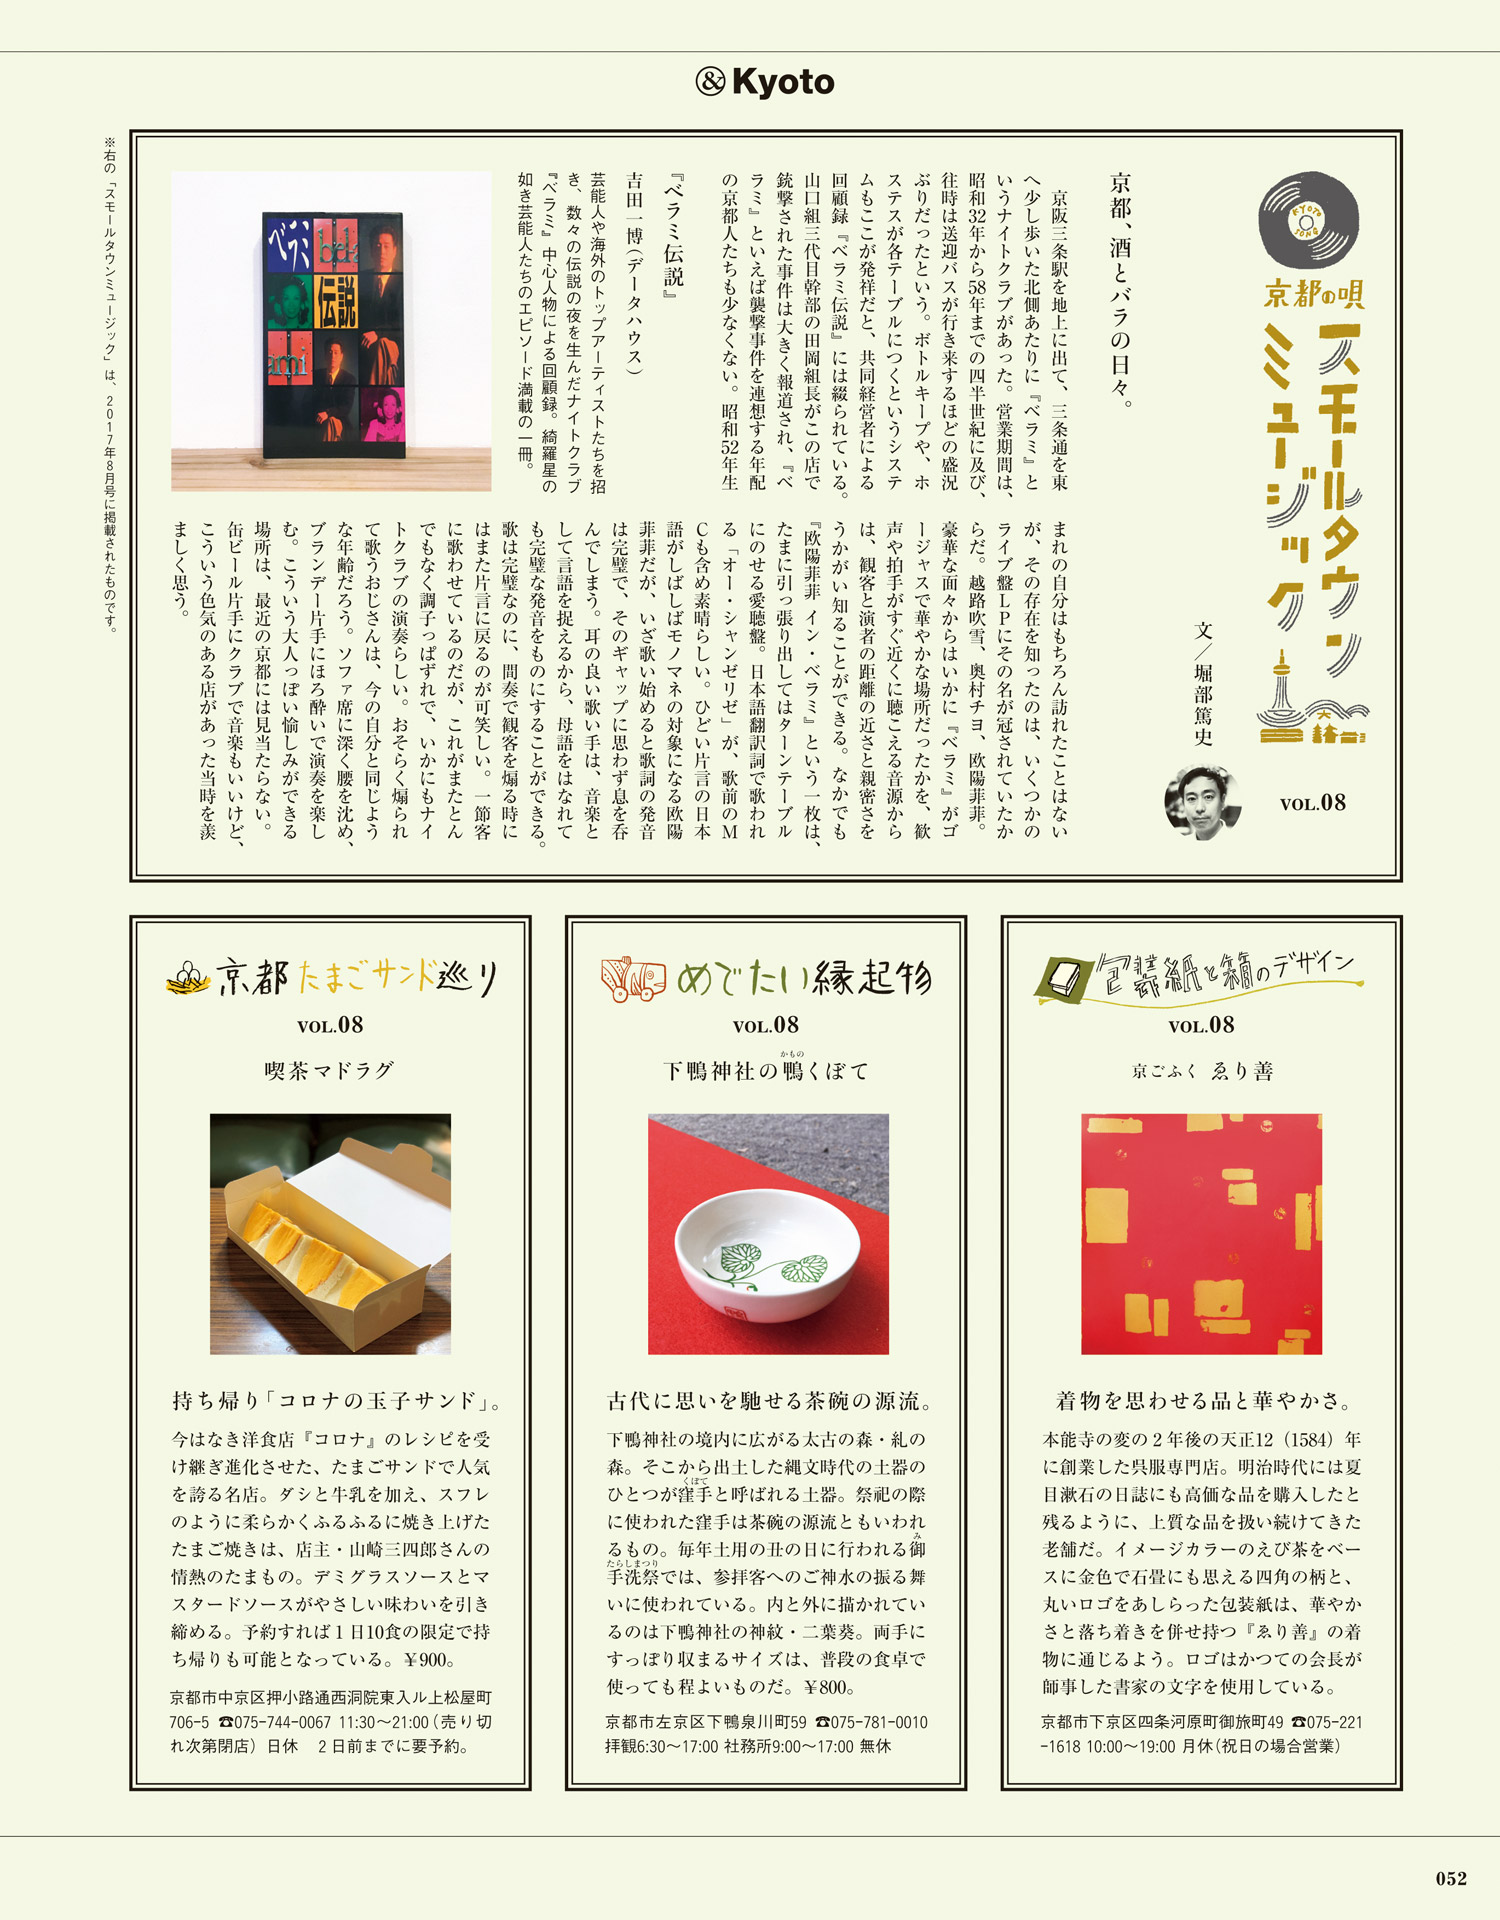 & Kyoto
KYOTO SONG
京都の唄
スモールタウン
ミュージック
VOL.08
文／堀部篤史
京都、酒とバラの日々。
京阪三条駅を地上に出て、三条通を東
へ少し歩いた北側あたりに『ベラミ』と
いうナイトクラブがあった。営業期間は、
昭和32年から58年までの四半世紀に及び、
往時は送迎バスが行き来するほどの盛況
ぶりだったという。ボトルキープや、ホ
ステスが各テーブルにつくというシステ
ムもここが発祥だと、共同経営者による
回顧録『ベラミ伝説』には綴られている。
山口組三代目幹部の田岡組長がこの店で
銃撃された事件は大きく報道され、『ベ
ラミ』といえば襲撃事件を連想する年配
の京都人たちも少なくない。昭和52年生
まれの自分はもちろん訪れたことはない
が、その存在を知ったのは、いくつかの
ライブ盤LPにその名が冠されていたか
らだ。越路吹雪、奥村チヨ、欧陽菲菲。
豪華な面々からはいかに『ベラミ』がゴ
ージャスで華やかな場所だったかを、歓
声や拍手がすぐ近くに聴こえる音源から
は、観客と演者の距離の近さと親密さを
うかがい知ることができる。なかでも
『欧陽菲菲 イン・ベラミ』という一枚は、
たまに引っ張り出してはターンテーブル
にのせる愛聴盤。日本語翻訳詞で歌われ
る「オー・シャンゼリゼ」が、歌前のM
Cも含め素晴らしい。ひどい片言の日本
語がしばしばモノマネの対象になる欧陽
菲菲だが、いざ歌い始めると歌詞の発音
は完璧で、そのギャップに思わず息を呑
んでしまう。耳の良い歌い手は、音楽と
して言語を捉えるから、母語をはなれて
も完璧な発音をものにすることができる。
歌は完璧なのに、間奏で観客を煽る時に
はまた片言に戻るのが可笑しい。一節客
に歌わせているのだが、これがまたとん
でもなく調子っぱずれで、いかにもナイ
トクラブの演奏らしい。おそらく煽られ
て歌うおじさんは、今の自分と同じよう
な年齢だろう。ソファ席に深く腰を沈め、
ブランデー片手にほろ酔いで演奏を楽し
む。こういう大人っぽい愉しみができる
場所は、最近の京都には見当たらない。
缶ビール片手にクラブで音楽もいいけど、
こういう色気のある店があった当時を羨
ましく思う。
『ベラミ伝説』
吉田一博（データハウス）
芸能人や海外のトップアーティストたちを招
き、数々の伝説の夜を生んだナイトクラブ
『ベラミ』中心人物による回顧録。綺羅星の
如き芸能人たちのエピソード満載の一冊。
ベラミ
bela
伝説
ami
※右の「スモールタウンミュージック」は、2017年8月号に掲載されたものです。
包装紙と箱のデザイン
VOL.08
京ごふく ゑり善
着物を思わせる品と華やかさ。
本能寺の変の２年後の天正12（1584）年
に創業した呉服専門店。明治時代には夏
目漱石の日誌にも高価な品を購入したと
残るように、上質な品を扱い続けてきた
老舗だ。イメージカラーのえび茶をベー
スに金色で石畳にも思える四角の柄と、
丸いロゴをあしらった包装紙は、華やか
さと落ち着きを併せ持つ『ゑり善』の着
物に通じるよう。ロゴはかつての会長が
師事した書家の文字を使用している。
京都市下京区四条河原町御旅町49 ☎075-221
-1618 10:00〜19:00 月休（祝日の場合営業）
めでたい縁起物
VOL.08
かもの
下鴨神社の鴨くぼて
古代に思いを馳せる茶碗の源流。
下鴨神社の境内に広がる太古の森・糺の
森。そこから出土した縄文時代の土器の
くぼて
ひとつが窪手と呼ばれる土器。祭祀の際
に使われた窪手は茶碗の源流ともいわれ
み
るもの。毎年土用の丑の日に行われる御
たらしまつり
手洗祭では、参拝客へのご神水の振る舞
いに使われている。内と外に描かれてい
るのは下鴨神社の神紋・二葉葵。両手に
すっぽり収まるサイズは、普段の食卓で
使っても程よいものだ。￥800。
京都市左京区下鴨泉川町59 ☎075-781-0010
拝観6:30〜17:00 社務所9:00〜17:00 無休
京都たまごサンド巡り
VOL.08
喫茶マドラグ
持ち帰り「コロナの玉子サンド」。
今はなき洋食店『コロナ』のレシピを受
け継ぎ進化させた、たまごサンドで人気
を誇る名店。ダシと牛乳を加え、スフレ
のように柔らかくふるふるに焼き上げた
たまご焼きは、店主・山崎三四郎さんの
情熱のたまもの。デミグラスソースとマ
スタードソースがやさしい味わいを引き
締める。予約すれば１日10食の限定で持
ち帰りも可能となっている。￥900。
京都市中京区押小路通西洞院東入ル上松屋町
706-5 ☎075-744-0067 11:30〜21:00（売り切
れ次第閉店） 日休　２日前までに要予約。
052